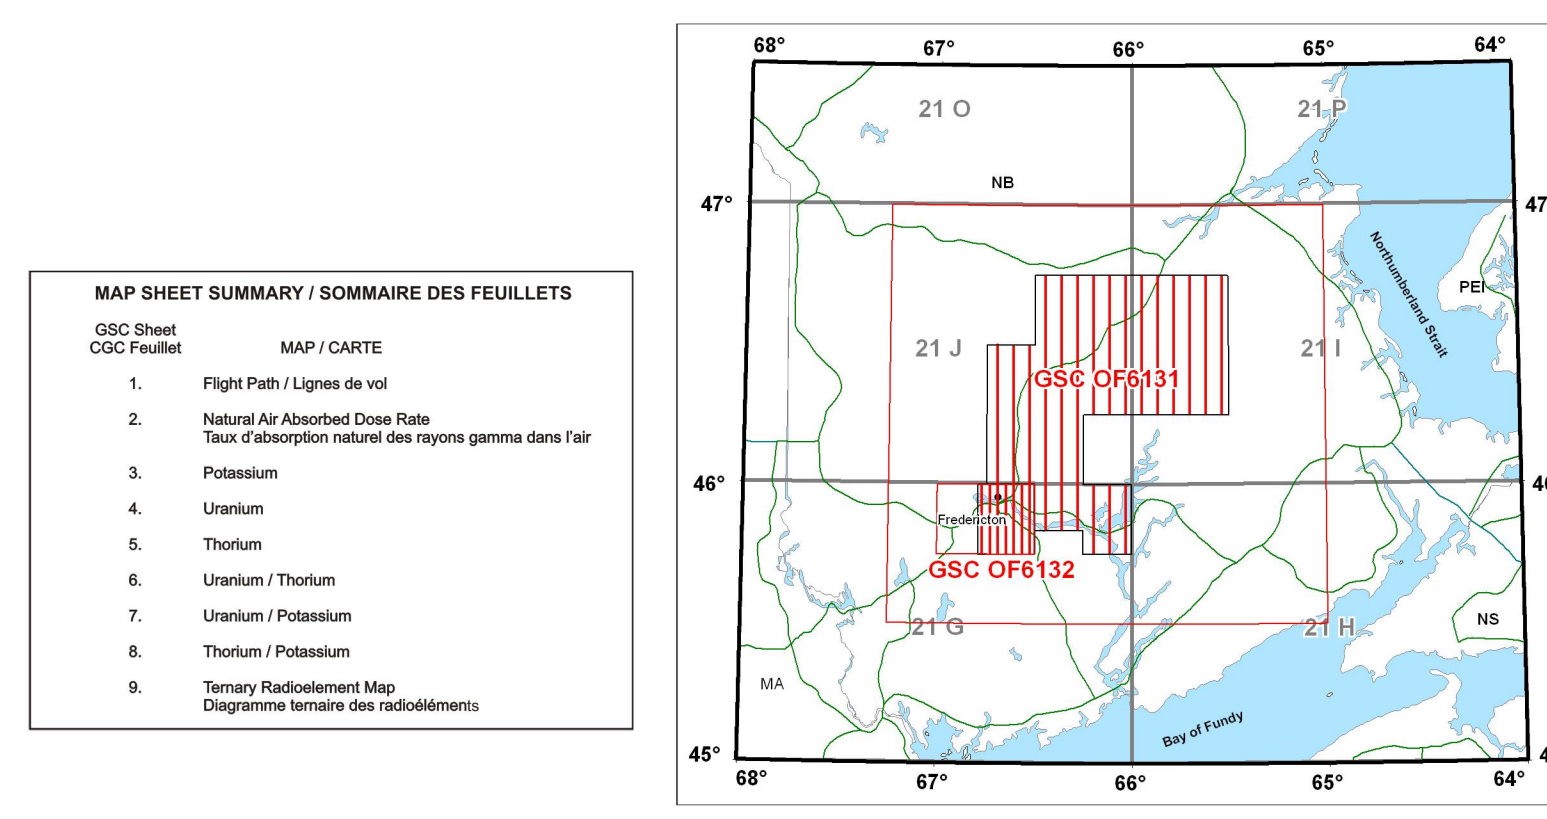 MAP SHEET SUMMARY / SOMMAIRE DES FEUILLETS
GSC Sheet
CGC Feuillet MAP / CARTE
1. Flight Path / Lignes de vol
2. Natural Air Absorbed Dose Rate
Taux d'absorption naturel des rayons gamma dans l'air
3. Potassium
4. Uranium
5. Thorium
6. Uranium / Thorium
7. Uranium / Potassium
8. Thorium / Potassium
9. Ternary Radioelement Map
Diagramme ternaire des radioéléments
68° 67° 66° 65° 64°
21 O 21 P
NB
47° 47
Northumberland Strait
PEI
21 J 21 I
GSC OF6131
46°
Fredericton
GSC OF6132
21 G 21 H
NS
MA
Bay of Fundy
45°
68° 67° 66° 65° 64°